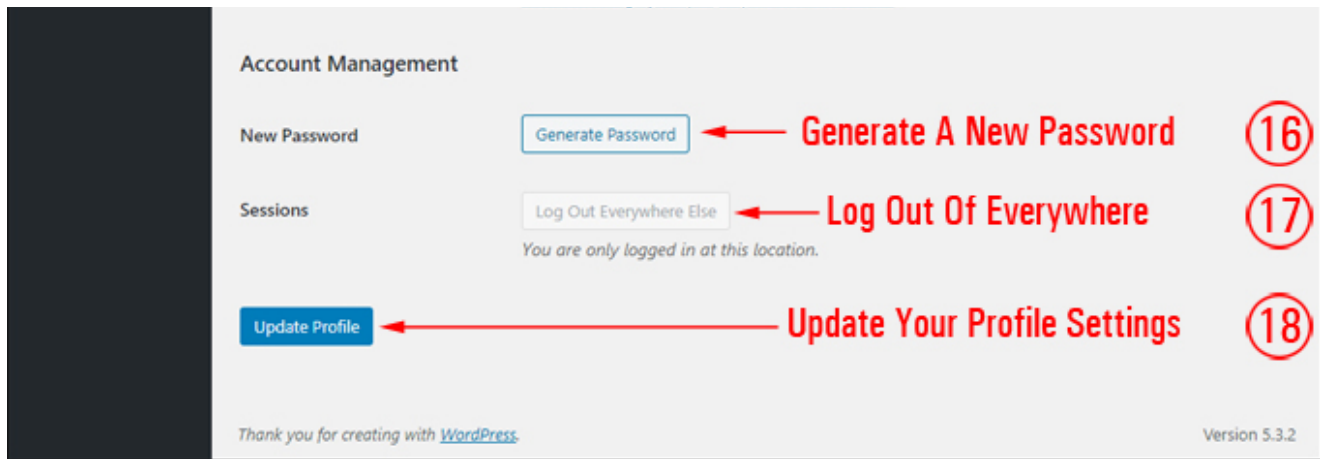 Account Management
New Password
Generate Password
Generate A New Password
16
Sessions
Log Out Everywhere Else
Log Out Of Everywhere
17
You are only logged in at this location.
Update Profile
Update Your Profile Settings
18
Thank you for creating with WordPress.
Version 5.3.2